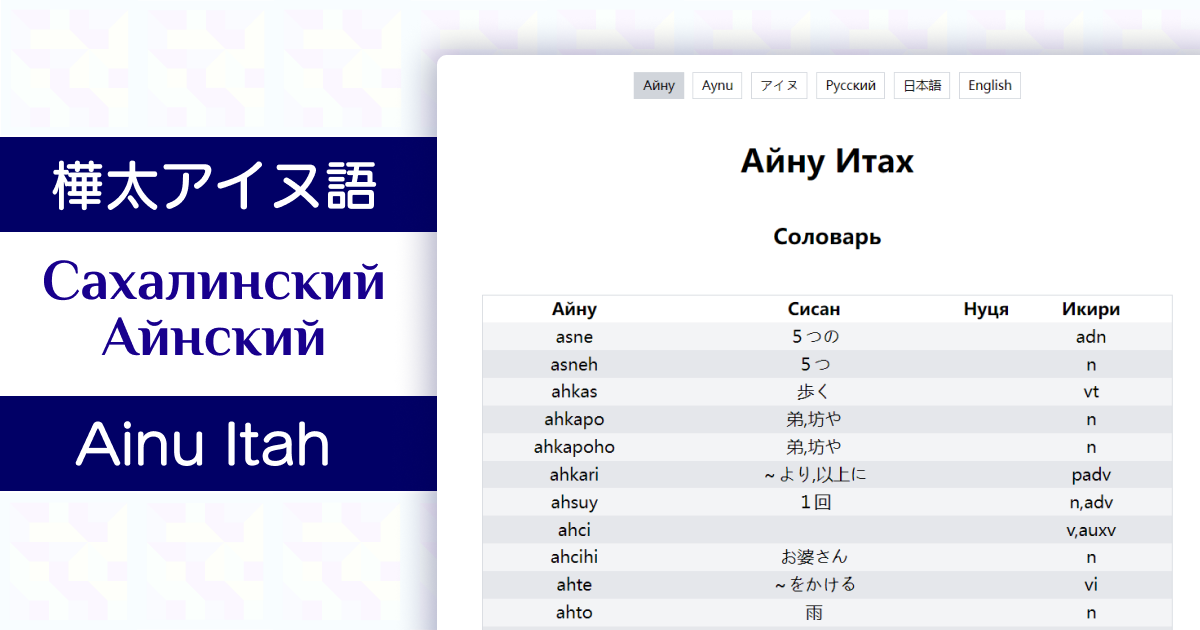 樺太アイヌ語
Сахалинский
Айнский
Ainu Itah
Айну Aynu アイヌ Русский 日本語 English
Айну Итах
Соловарь
Айну Сисан Нуця Икири
asne 5つの adn
asneh 5つ n
ahkas 歩く vt
ahkapo 弟,坊や n
ahkapoho 弟,坊や n
ahkari ~より,以上に padv
ahsuy 1回 n,adv
ahci v,auxv
ahcihi お婆さん n
ahte ~をかける vi
ahto 雨 n